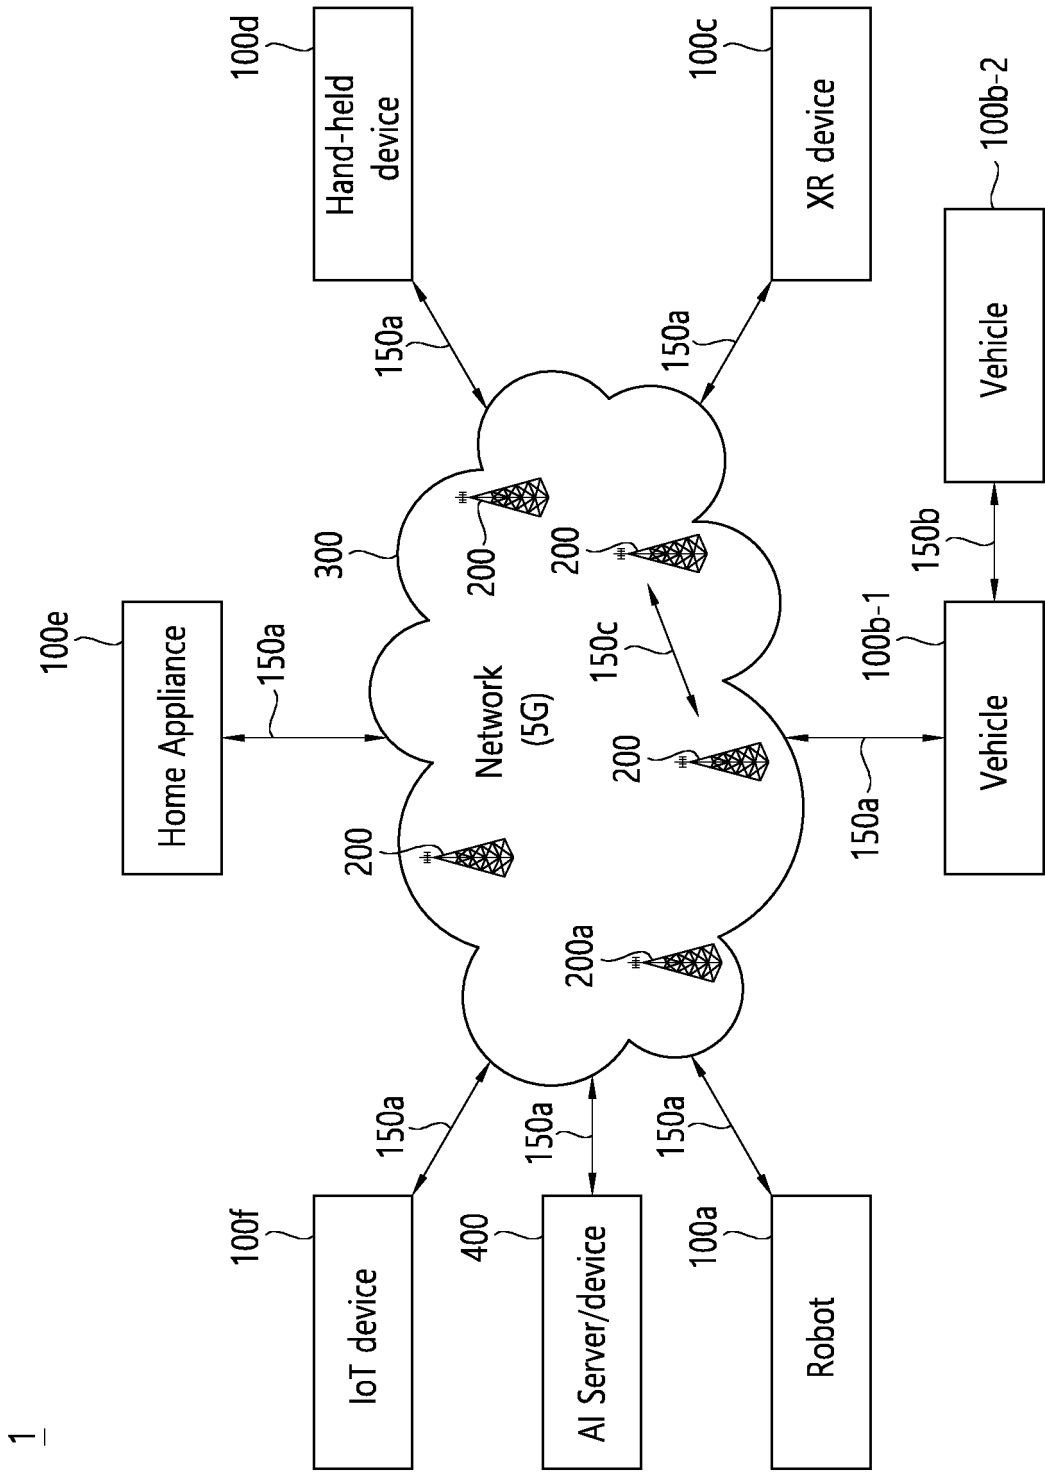 1
100e
Home Appliance
150a
100f
IoT device
150a
300
100d
Hand-held
device
150a
200
200
Network
(5G)
400
AI Server/device
150a
200a
200
150c
200
100a
Robot
150a
100c
XR device
150a
150a
100b-1
Vehicle
150b
100b-2
Vehicle